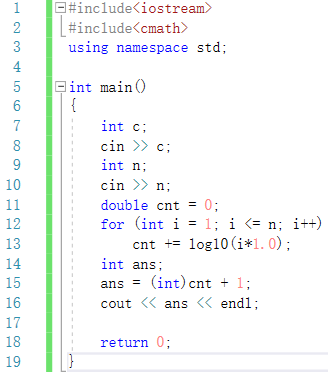 1 #include<iostream>
2 #include<cmath>
3 using namespace std;
4
5 int main()
6 {
7 int c;
8 cin >> c;
9 int n;
10 cin >> n;
11 double cnt = 0;
12 for (int i = 1; i <= n; i++)
13 cnt += log10(i*1.0);
14 int ans;
15 ans = (int)cnt + 1;
16 cout << ans << endl;
17
18 return 0;
19 }